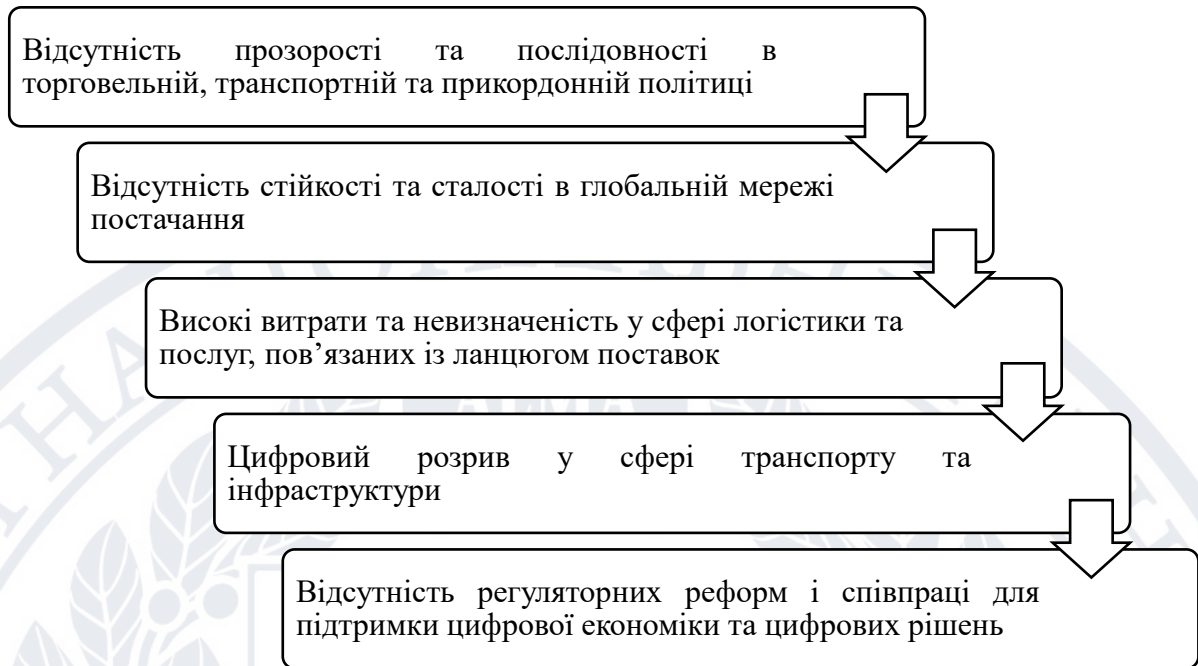 Відсутність прозорості та послідовності в
торговельній, транспортній та прикордонній політиці
Відсутність стійкості та сталості в глобальній мережі
постачання
Високі витрати та невизначеність у сфері логістики та
послуг, пов’язаних із ланцюгом поставок
Цифровий розрив у сфері транспорту та
інфраструктури
Відсутність регуляторних реформ і співпраці для
підтримки цифрової економіки та цифрових рішень